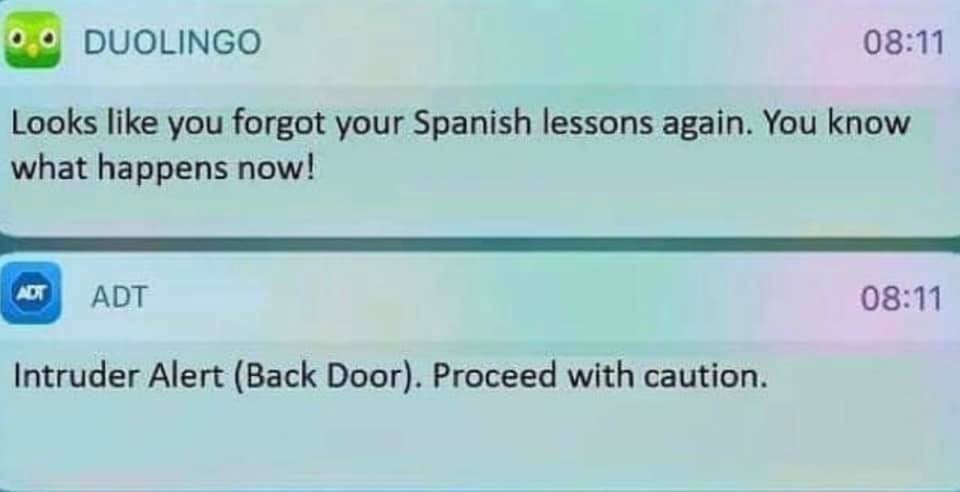 DUOLINGO 08:11
Looks like you forgot your Spanish lessons again. You know
what happens now!
ADT ADT 08:11
Intruder Alert (Back Door). Proceed with caution.